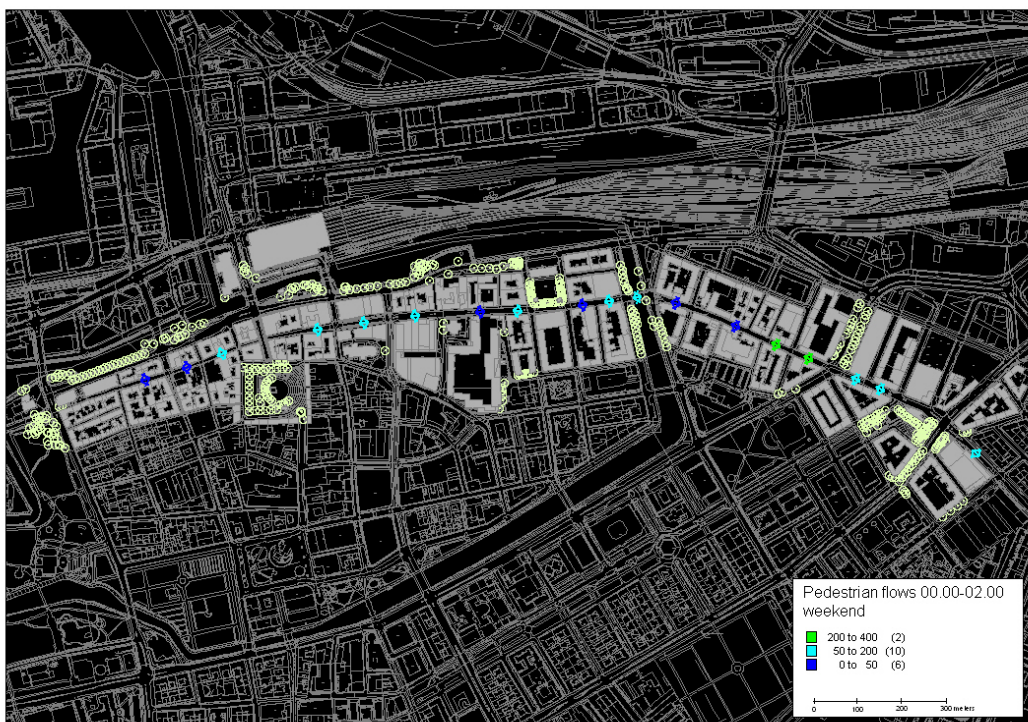 Pedestrian flows 00.00-02.00
weekend
200 to 400 (2)
50 to 200 (10)
0 to 50 (6)
0 100 200 300 meters